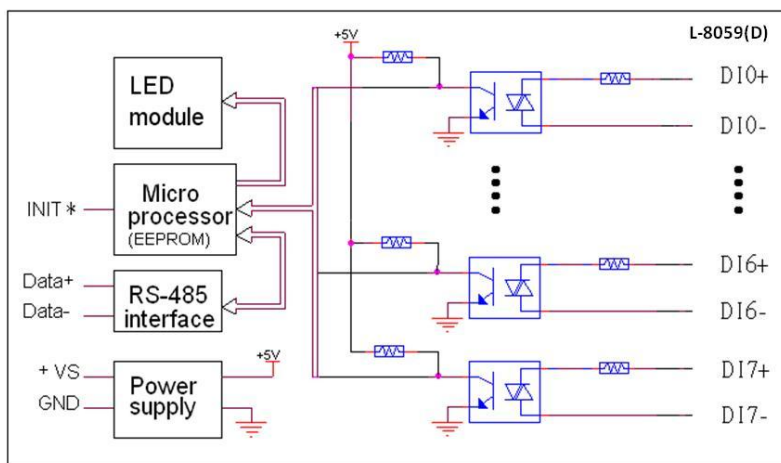 L-8059(D)
+5V
LED
module
DI0+
DI0-
INIT *
Micro
processor
(EEPROM)
DI6+
DI6-
Data+
Data-
RS-485
interface
+5V
+ VS
GND
Power
supply
DI7+
DI7-